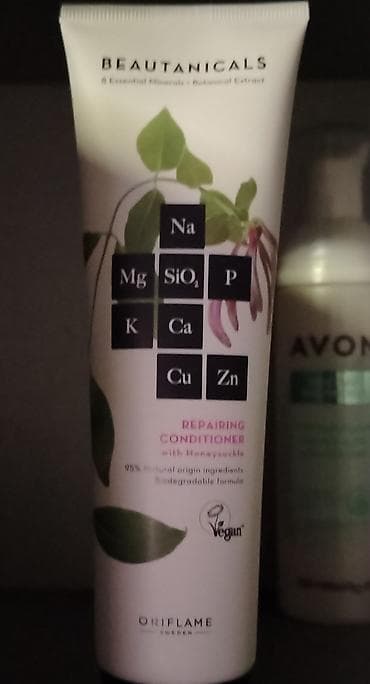 BEAUTANICALS
8 Essential Minerals + Botanical Extract
Na
Mg SiO₂ P
K Ca
Cu Zn
REPAIRING
CONDITIONER
with Honeysuckle
95% Natural origin ingredients
Biodegradable formula
Vegan
ORIFLAME
SWEDEN
AVON